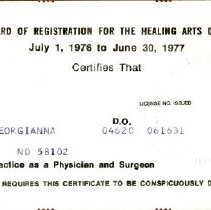 ARD OF REGISTRATION FOR THE HEALING ARTS O
July 1, 1976 to June 30, 1977
Certifies That
LICENSE NO. ISSUED
D.O.
EORGIANNA 04620 061631
ND 58102
actice as a Physician and Surgeon
REQUIRES THIS CERTIFICATE TO BE CONSPICUOUSLY D